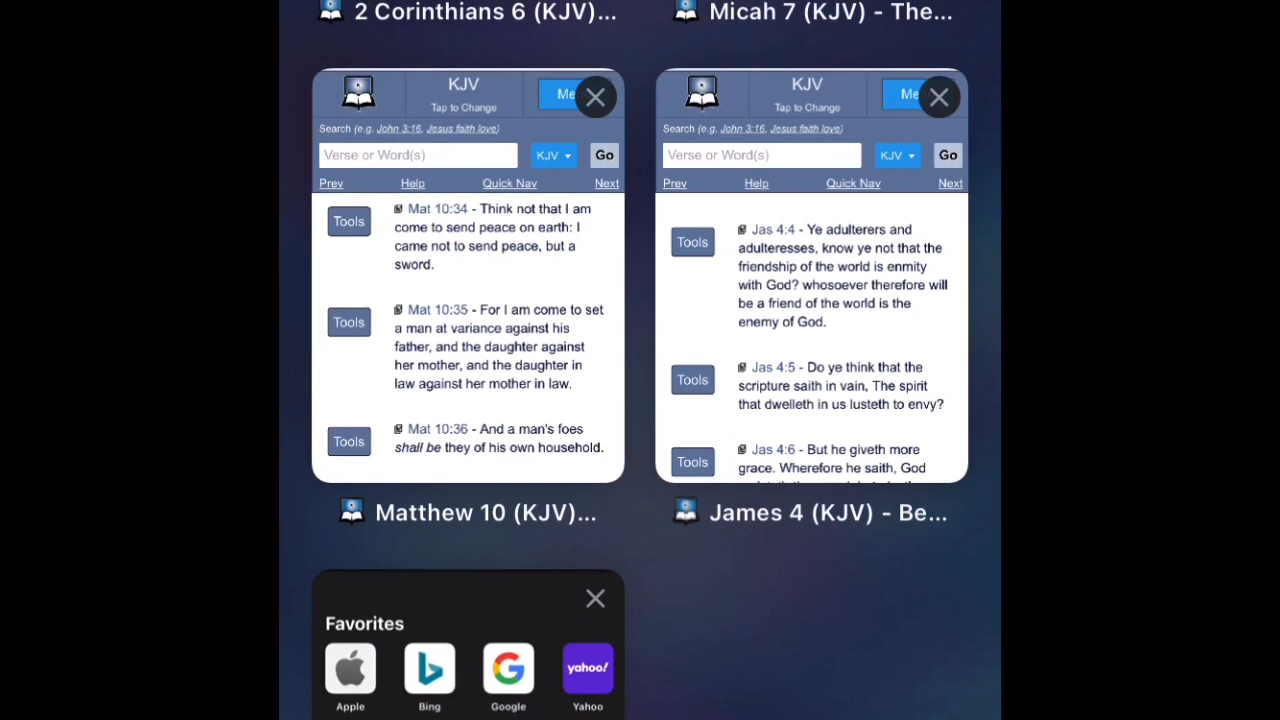 2 Corinthians 6 (KJV)...
Micah 7 (KJV) - The...
KJV
Tap to Change
Me
Search (e.g. John 3:16, Jesus faith love)
Verse or Word(s)
KJV
Go
Prev
Help
Quick Nav
Next
Tools
Mat 10:34 - Think not that I am
come to send peace on earth: I
came not to send peace, but a
sword.
Tools
Mat 10:35 - For I am come to set
a man at variance against his
father, and the daughter against
her mother, and the daughter in
law against her mother in law.
Tools
Mat 10:36 - And a man's foes
shall be they of his own household.
Matthew 10 (KJV)...
KJV
Tap to Change
Me
Search (e.g. John 3:16, Jesus faith love)
Verse or Word(s)
KJV
Go
Prev
Help
Quick Nav
Next
Tools
Jas 4:4 - Ye adulterers and
adulteresses, know ye not that the
friendship of the world is enmity
with God? whosoever therefore will
be a friend of the world is the
enemy of God.
Tools
Jas 4:5 - Do ye think that the
scripture saith in vain, The spirit
that dwelleth in us lusteth to envy?
Tools
Jas 4:6 - But he giveth more
grace. Wherefore he saith, God
James 4 (KJV) - Be...
Favorites
yahoo!
Apple
Bing
Google
Yahoo